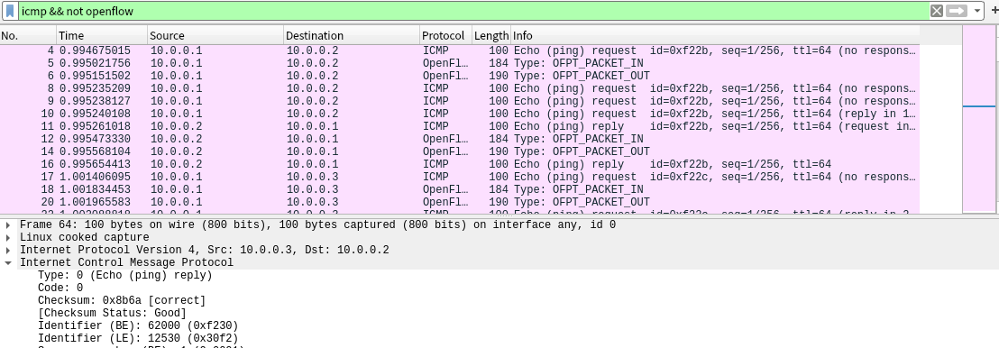 icmp && not openflow
No. Time Source Destination Protocol Length Info
4 0.994675015 10.0.0.1 10.0.0.2 ICMP 100 Echo (ping) request id=0xf22b, seq=1/256, ttl=64 (no respons…
5 0.995021756 10.0.0.1 10.0.0.2 OpenFl… 184 Type: OFPT_PACKET_IN
6 0.995151502 10.0.0.1 10.0.0.2 OpenFl… 190 Type: OFPT_PACKET_OUT
8 0.995235209 10.0.0.1 10.0.0.2 ICMP 100 Echo (ping) request id=0xf22b, seq=1/256, ttl=64 (no respons…
9 0.995238127 10.0.0.1 10.0.0.2 ICMP 100 Echo (ping) request id=0xf22b, seq=1/256, ttl=64 (no respons…
10 0.995240108 10.0.0.1 10.0.0.2 ICMP 100 Echo (ping) request id=0xf22b, seq=1/256, ttl=64 (reply in 1…
11 0.995261018 10.0.0.2 10.0.0.1 ICMP 100 Echo (ping) reply id=0xf22b, seq=1/256, ttl=64 (request in…
12 0.995473330 10.0.0.2 10.0.0.1 OpenFl… 184 Type: OFPT_PACKET_IN
14 0.995568104 10.0.0.2 10.0.0.1 OpenFl… 190 Type: OFPT_PACKET_OUT
16 0.995654413 10.0.0.2 10.0.0.1 ICMP 100 Echo (ping) reply id=0xf22b, seq=1/256, ttl=64
17 1.001406095 10.0.0.1 10.0.0.3 ICMP 100 Echo (ping) request id=0xf22c, seq=1/256, ttl=64 (no respons…
18 1.001834453 10.0.0.1 10.0.0.3 OpenFl… 184 Type: OFPT_PACKET_IN
20 1.001965583 10.0.0.1 10.0.0.3 OpenFl… 190 Type: OFPT_PACKET_OUT
Frame 64: 100 bytes on wire (800 bits), 100 bytes captured (800 bits) on interface any, id 0
Linux cooked capture
Internet Protocol Version 4, Src: 10.0.0.3, Dst: 10.0.0.2
Internet Control Message Protocol
Type: 0 (Echo (ping) reply)
Code: 0
Checksum: 0x8b6a [correct]
[Checksum Status: Good]
Identifier (BE): 62000 (0xf230)
Identifier (LE): 12530 (0x30f2)